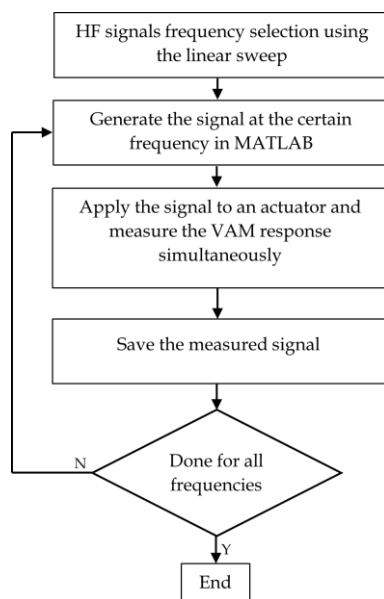 HF signals frequency selection using
the linear sweep
Generate the signal at the certain
frequency in MATLAB
Apply the signal to an actuator and
measure the VAM response
simultaneously
Save the measured signal
Done for all
frequencies
N
Y
End